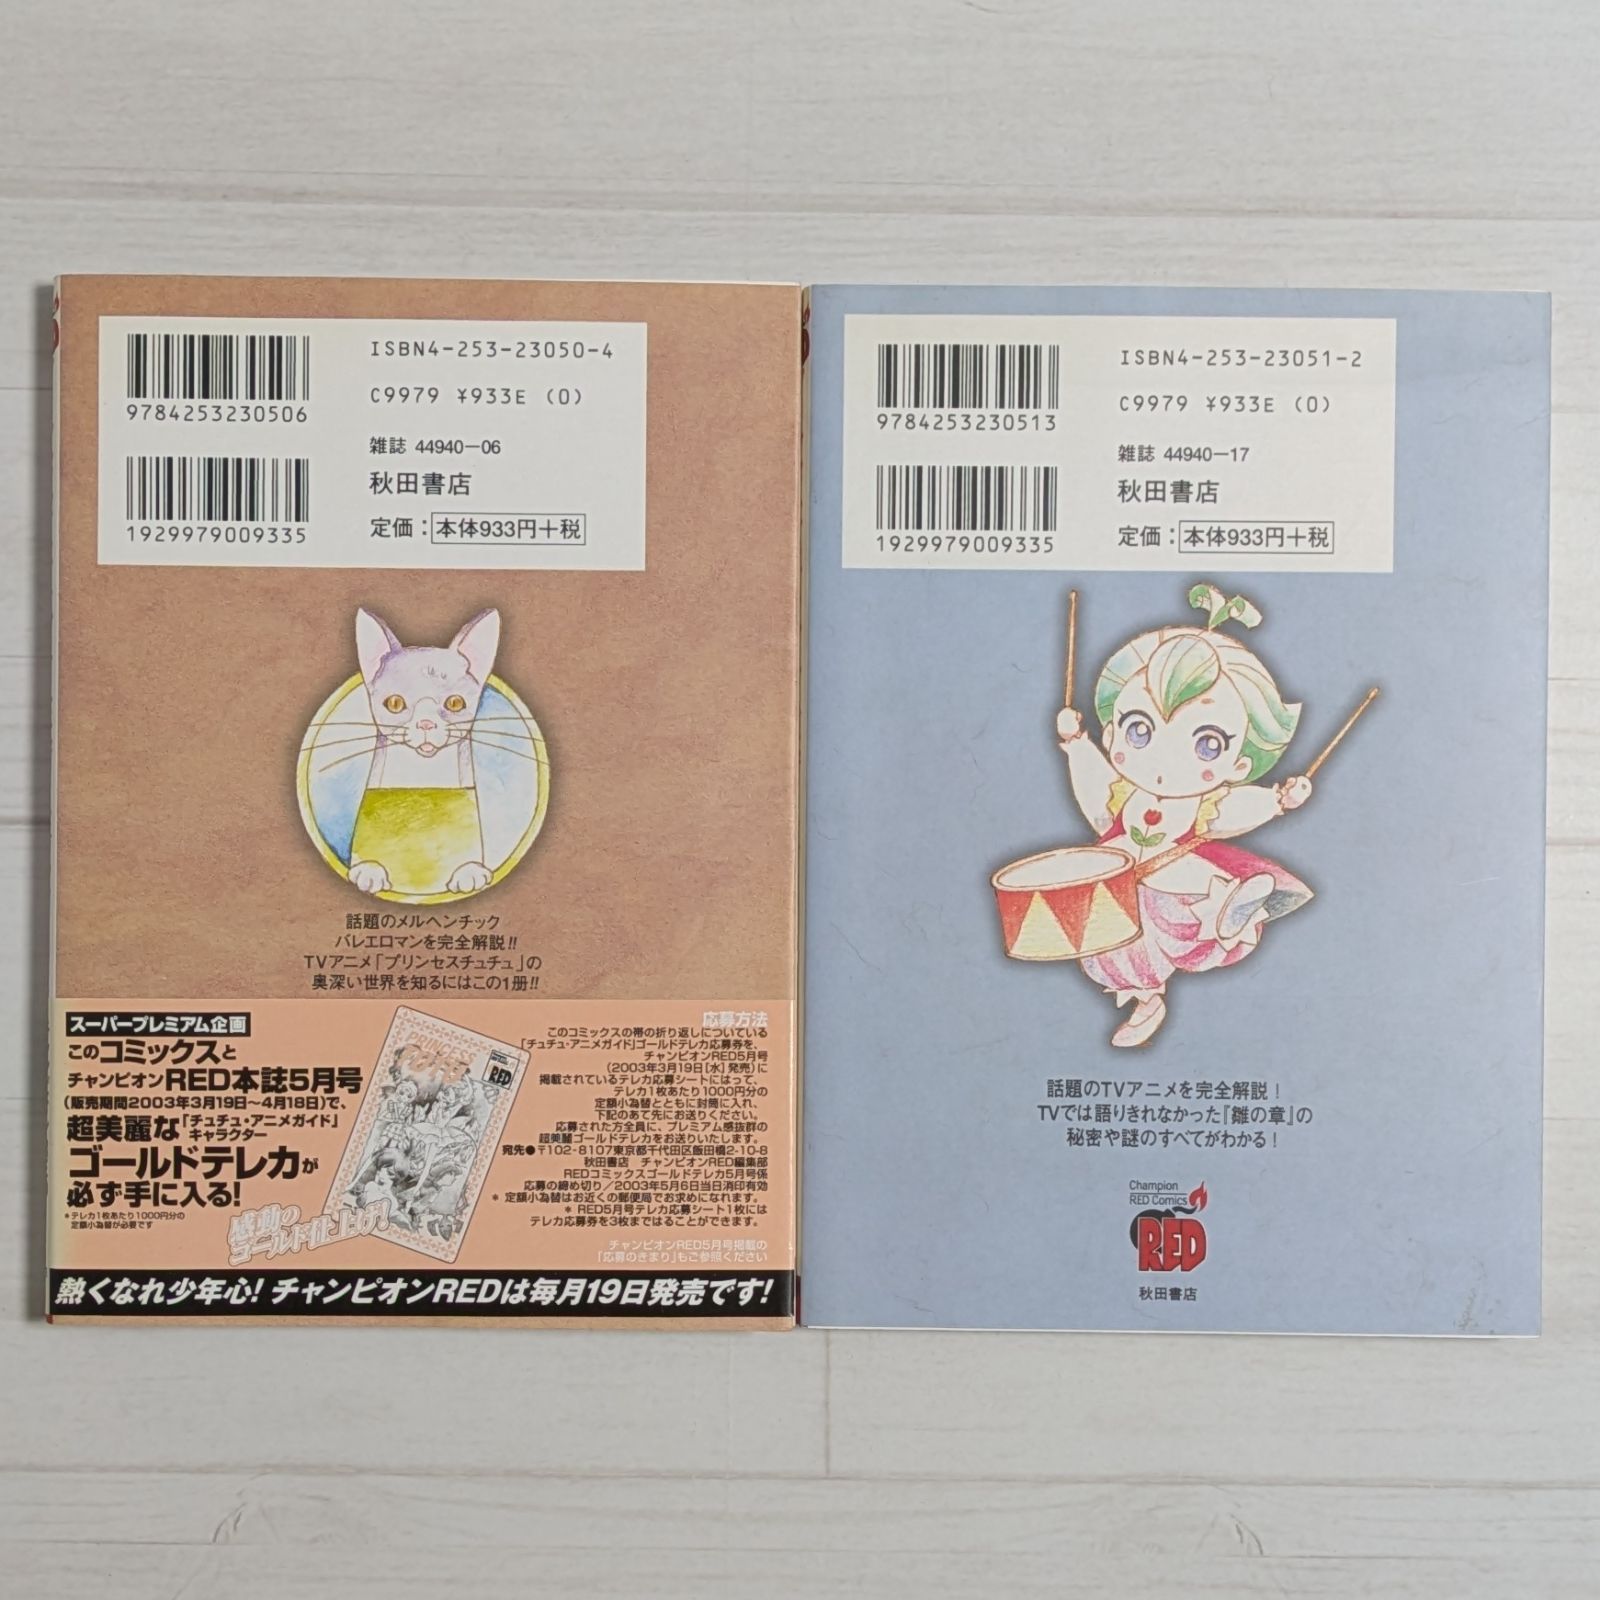 ISBN4-253-23050-4
9784253230506
C9979 ¥933E (0)
雑誌 44940-06
秋田書店
1929979009335
定価：本体933円+税
話題のメルヘンチック
バレエロマンを完全解説!!
TVアニメ「プリンセスチュチュ」の
奥深い世界を知るにはこの1冊!!
スーパープレミアム企画
このコミックスと
チャンピオンRED本誌5月号
(販売期間2003年3月19日〜4月18日)で、
超美麗な「チュチュ・アニメガイド」
キャラクター
ゴールドテレカが
必ず手に入る!
*テレカ1枚あたり1000円分の
定額小為替が必要です
感動の
ゴールド仕上げ!
PRINCESS
TUTU
RED
応募方法
このコミックスの帯の折り返しについている
「チュチュ・アニメガイド」ゴールドテレカ応募券を、
チャンピオンRED5月号
(2003年3月19日[水]発売)に
掲載されているテレカ応募シートにはって、
テレカ1枚あたり1000円分の
定額小為替とともに封筒に入れ、
下記のあて先にお送りください。
応募された方全員に、プレミアム感抜群の
超美麗ゴールドテレカをお送りいたします。
宛先●〒102-8107東京都千代田区飯田橋2-10-8
秋田書店 チャンピオンRED編集部
REDコミックスゴールドテレカ5月号係
応募の締め切り/2003年5月6日当日消印有効
* 定額小為替はお近くの郵便局でお求めになれます。
* RED5月号テレカ応募シート1枚には
テレカ応募券を3枚まではることができます。
チャンピオンRED5月号掲載の
「応募のきまり」もご参照ください
熱くなれ少年心! チャンピオンREDは毎月19日発売です!
ISBN4-253-23051-2
9784253230513
C9979 ¥933E (0)
雑誌 44940-17
秋田書店
1929979009335
定価：本体933円+税
話題のTVアニメを完全解説！
TVでは語りきれなかった『雛の章』の
秘密や謎のすべてがわかる！
Champion
RED Comics
RED
秋田書店